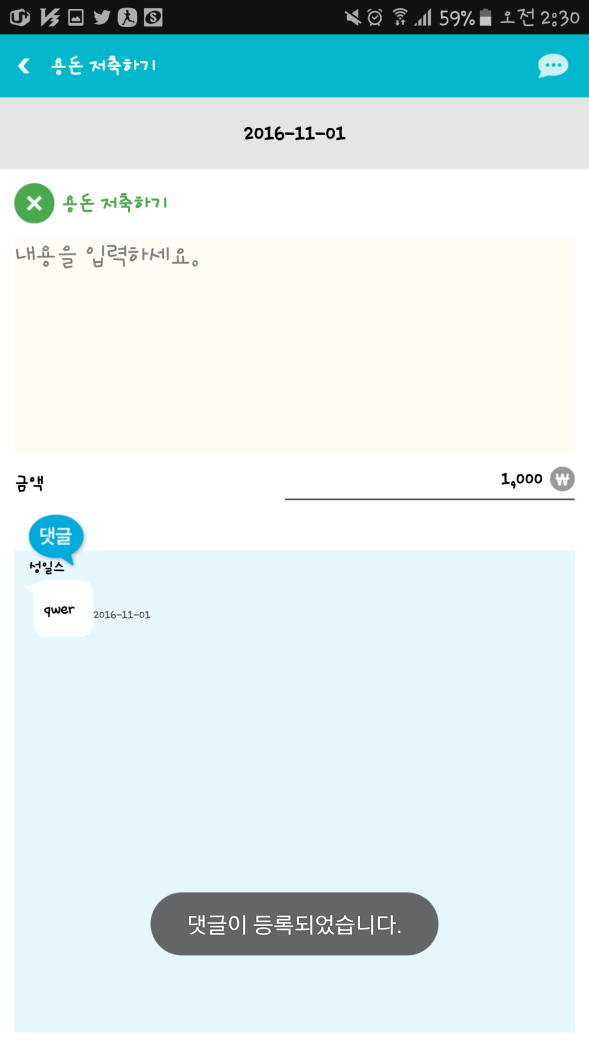 59% 오전 2:30
용돈 저축하기
2016-11-01
용돈 저축하기
내용을 입력하세요.
금액 1,000 ₩
댓글
성일스
qwer 2016-11-01
댓글이 등록되었습니다.